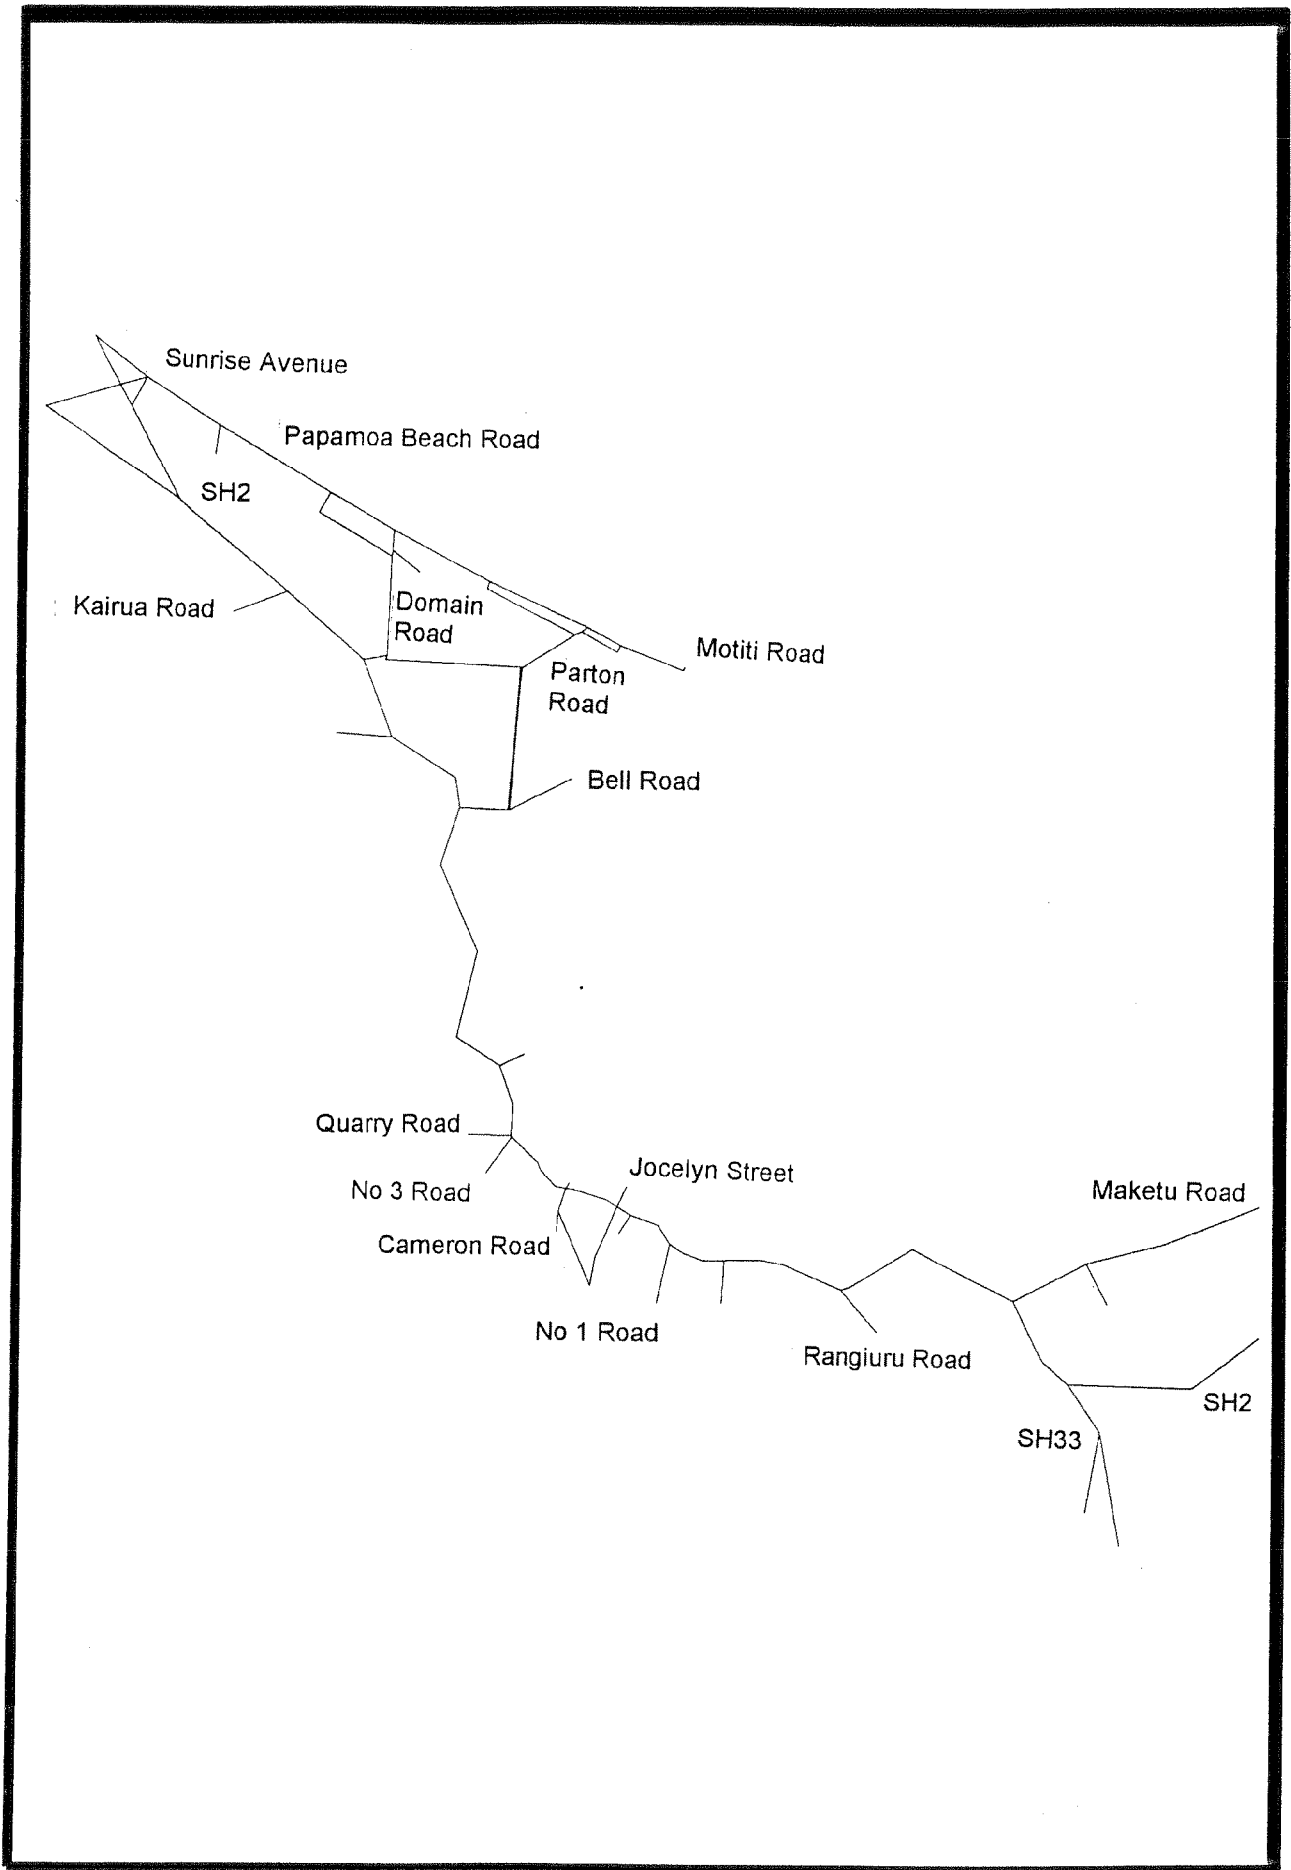 Sunrise Avenue
Papamoa Beach Road
SH2
Kairua Road
Domain
Road
Motiti Road
Parton
Road
Bell Road
Quarry Road
Jocelyn Street
No 3 Road
Maketu Road
Cameron Road
No 1 Road
Rangiuru Road
SH2
SH33